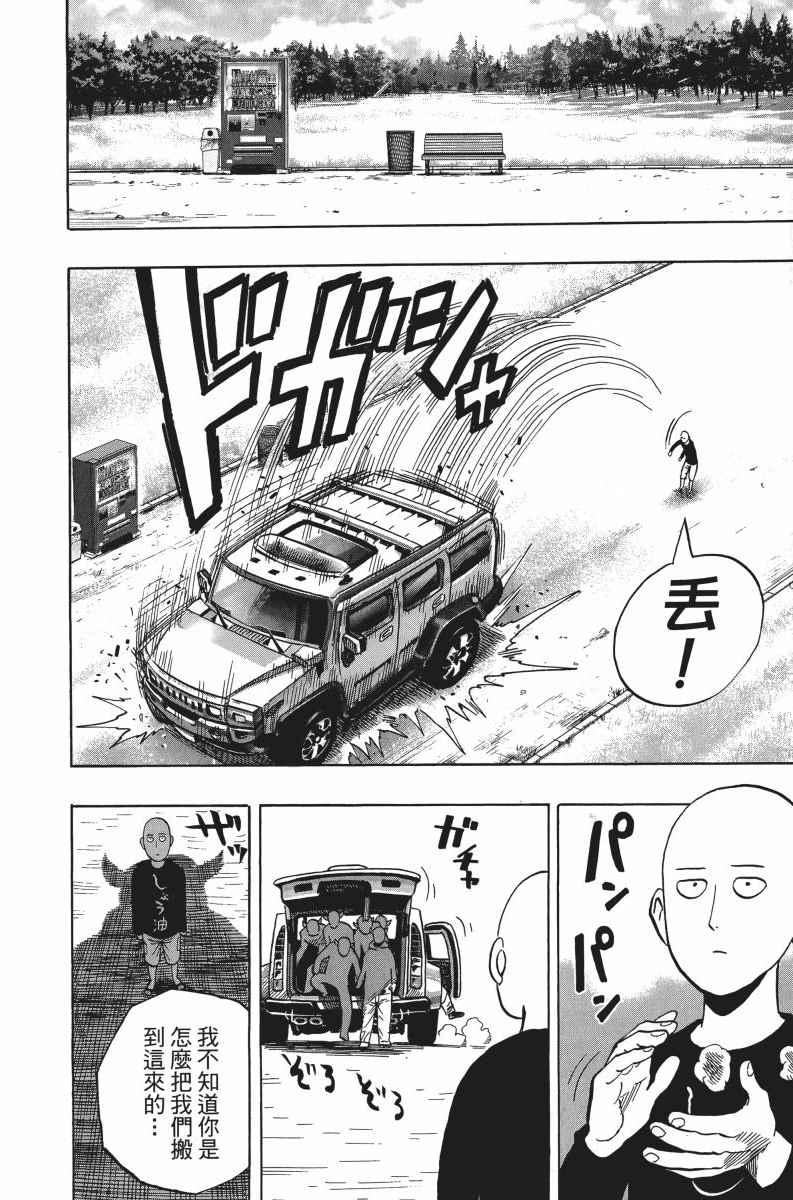 ドガシャ
ニン
丟！
パン
パン
ガチャ
ぞろ
ぞろ
ザッ
しょう油
我不知道你是
怎麼把我們搬
到這來的…